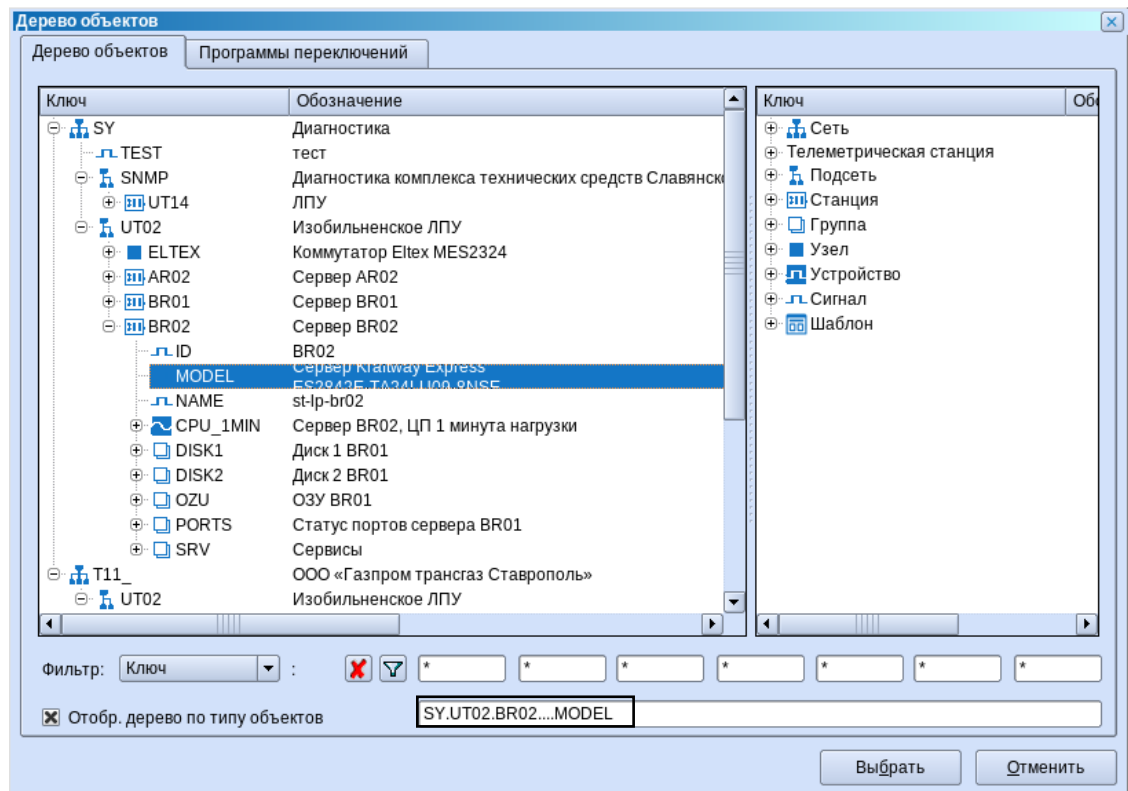 Дерево объектов
Дерево объектов Программы переключений
Ключ Обозначение
SY Диагностика
TEST тест
SNMP Диагностика комплекса технических средств Славянск
UT14 ЛПУ
UT02 Изобильненское ЛПУ
ELTEX Коммутатор Eltex MES2324
AR02 Сервер AR02
BR01 Сервер BR01
BR02 Сервер BR02
ID BR02
MODEL Сервер Kraftway Express
NAME st-lp-br02
CPU_1MIN Сервер BR02, ЦП 1 минута нагрузки
DISK1 Диск 1 BR01
DISK2 Диск 2 BR01
OZU ОЗУ BR01
PORTS Статус портов сервера BR01
SRV Сервисы
T11_ ООО «Газпром трансгаз Ставрополь»
UT02 Изобильненское ЛПУ
Ключ Обо
Сеть
Телеметрическая станция
Подсеть
Станция
Группа
Узел
Устройство
Сигнал
Шаблон
Фильтр: Ключ : * * * * * * *
Отобр. дерево по типу объектов SY.UT02.BR02....MODEL
Выбрать Отменить